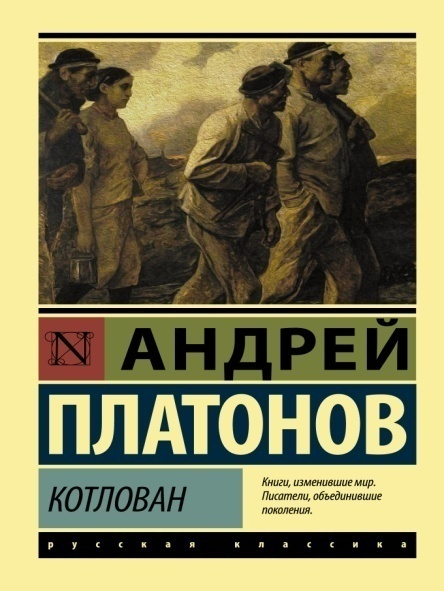 N
АНДРЕЙ
ПЛАТОНОВ
КОТЛОВАН
Книги, изменившие мир.
Писатели, объединившие
поколения.
русская классика